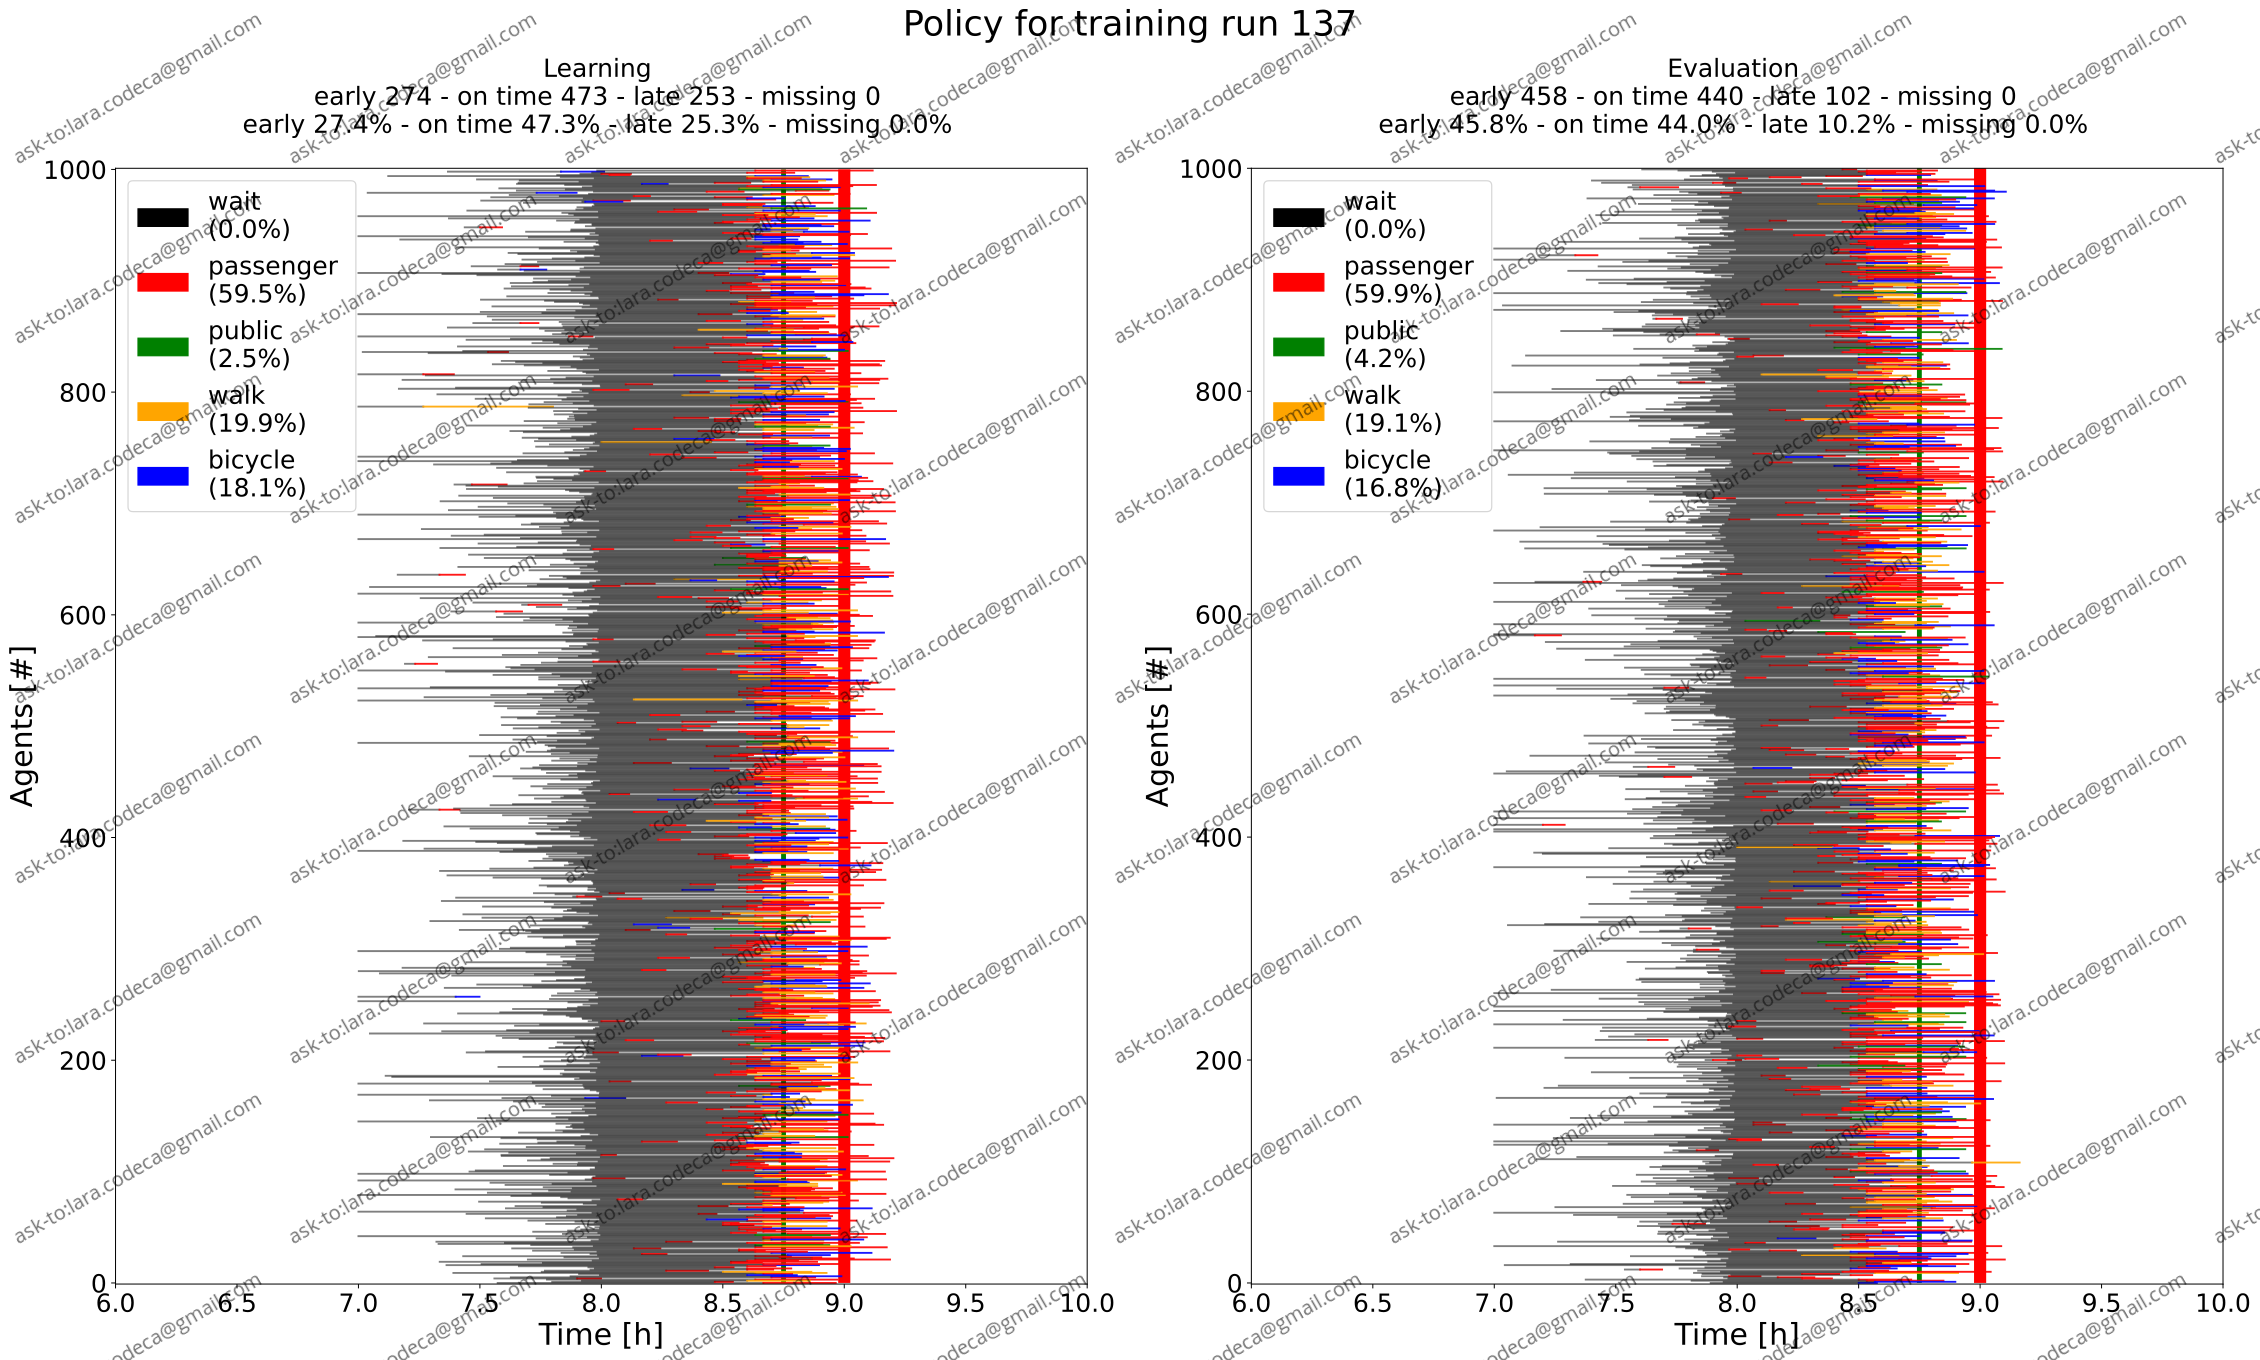 Policy for training run 137
Learning
early 274 - on time 473 - late 253 - missing 0
early 27.4% - on time 47.3% - late 25.3% - missing 0.0%
1000
800
600
400
200
0
Agents [#]
wait
(0.0%)
passenger
(59.5%)
public
(2.5%)
walk
(19.9%)
bicycle
(18.1%)
6.0 6.5 7.0 7.5 8.0 8.5 9.0 9.5 10.0
Time [h]
Evaluation
early 458 - on time 440 - late 102 - missing 0
early 45.8% - on time 44.0% - late 10.2% - missing 0.0%
1000
800
600
400
200
0
Agents [#]
wait
(0.0%)
passenger
(59.9%)
public
(4.2%)
walk
(19.1%)
bicycle
(16.8%)
6.0 6.5 7.0 7.5 8.0 8.5 9.0 9.5 10.0
Time [h]
ask-to:lara.codeca@gmail.com